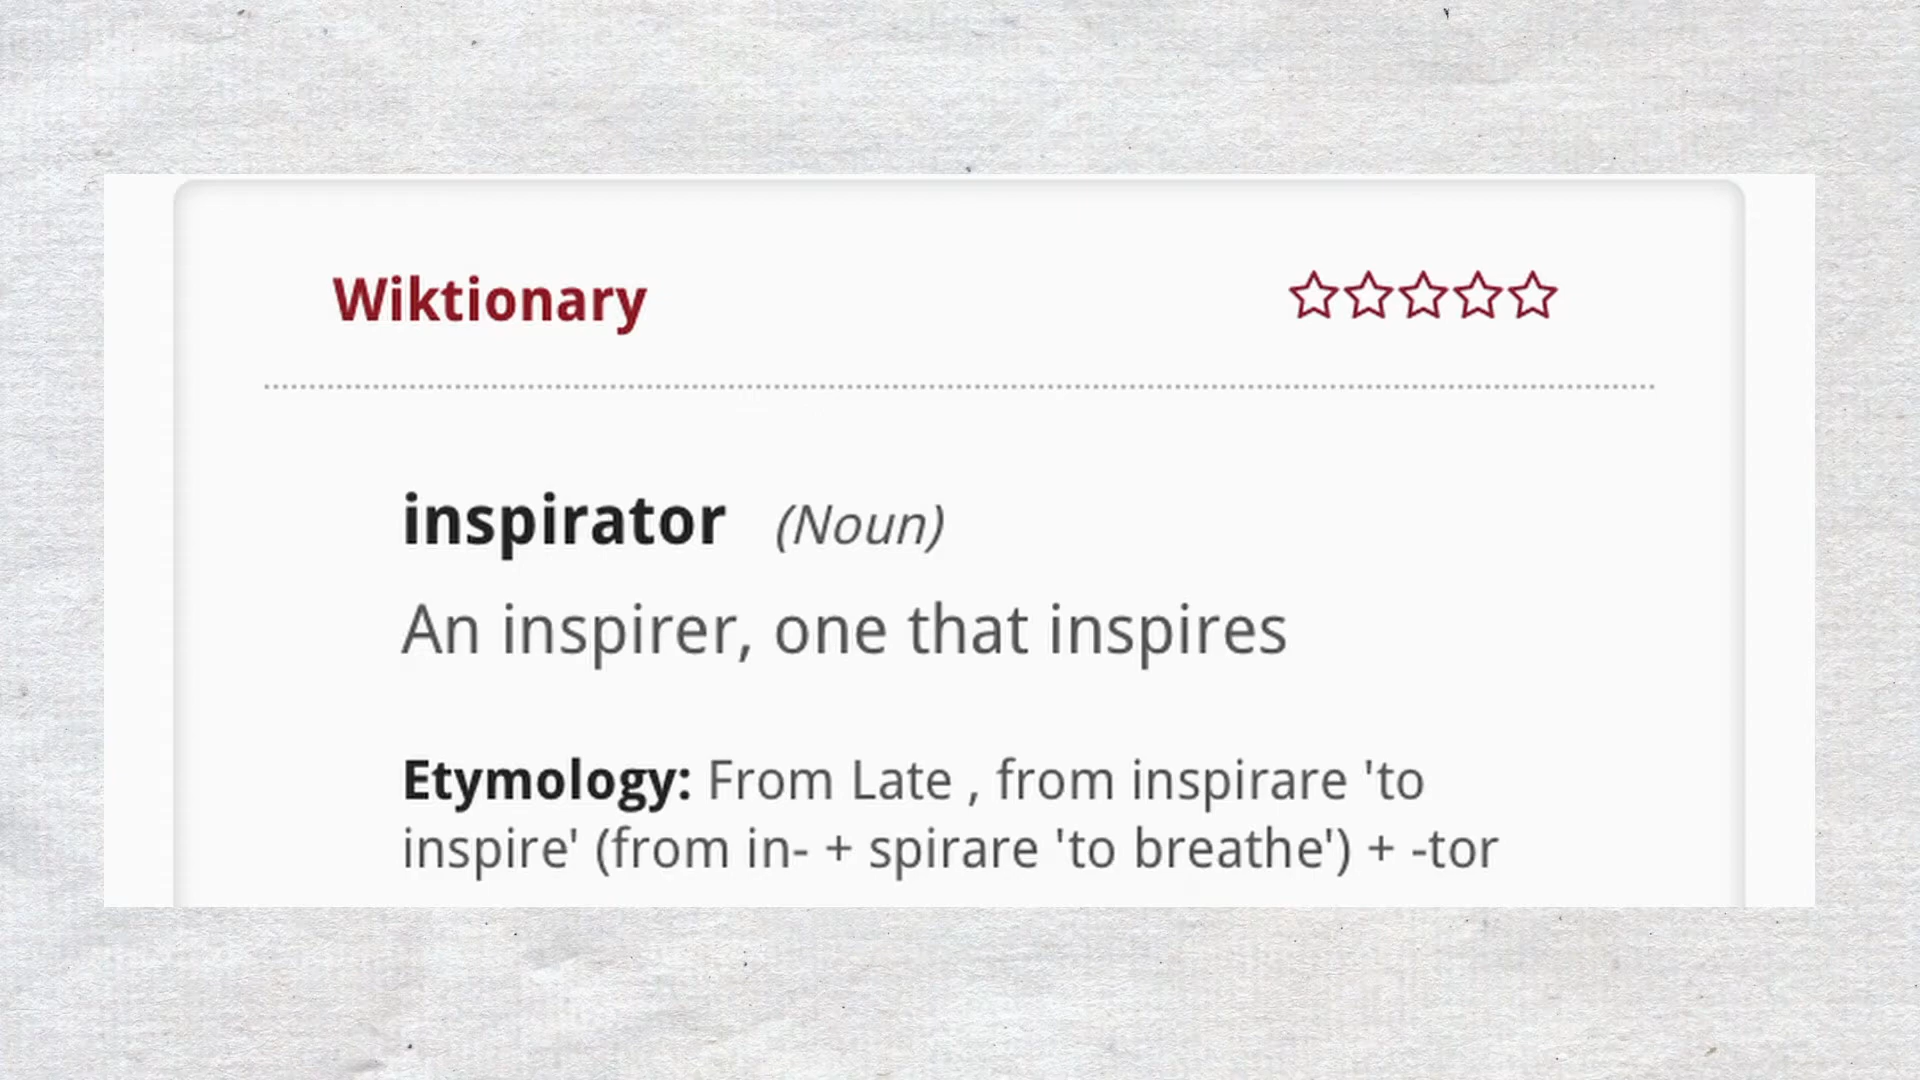 Wiktionary
inspirator (Noun)
An inspirer, one that inspires
Etymology: From Late , from inspirare 'to
inspire' (from in- + spirare 'to breathe') + -tor